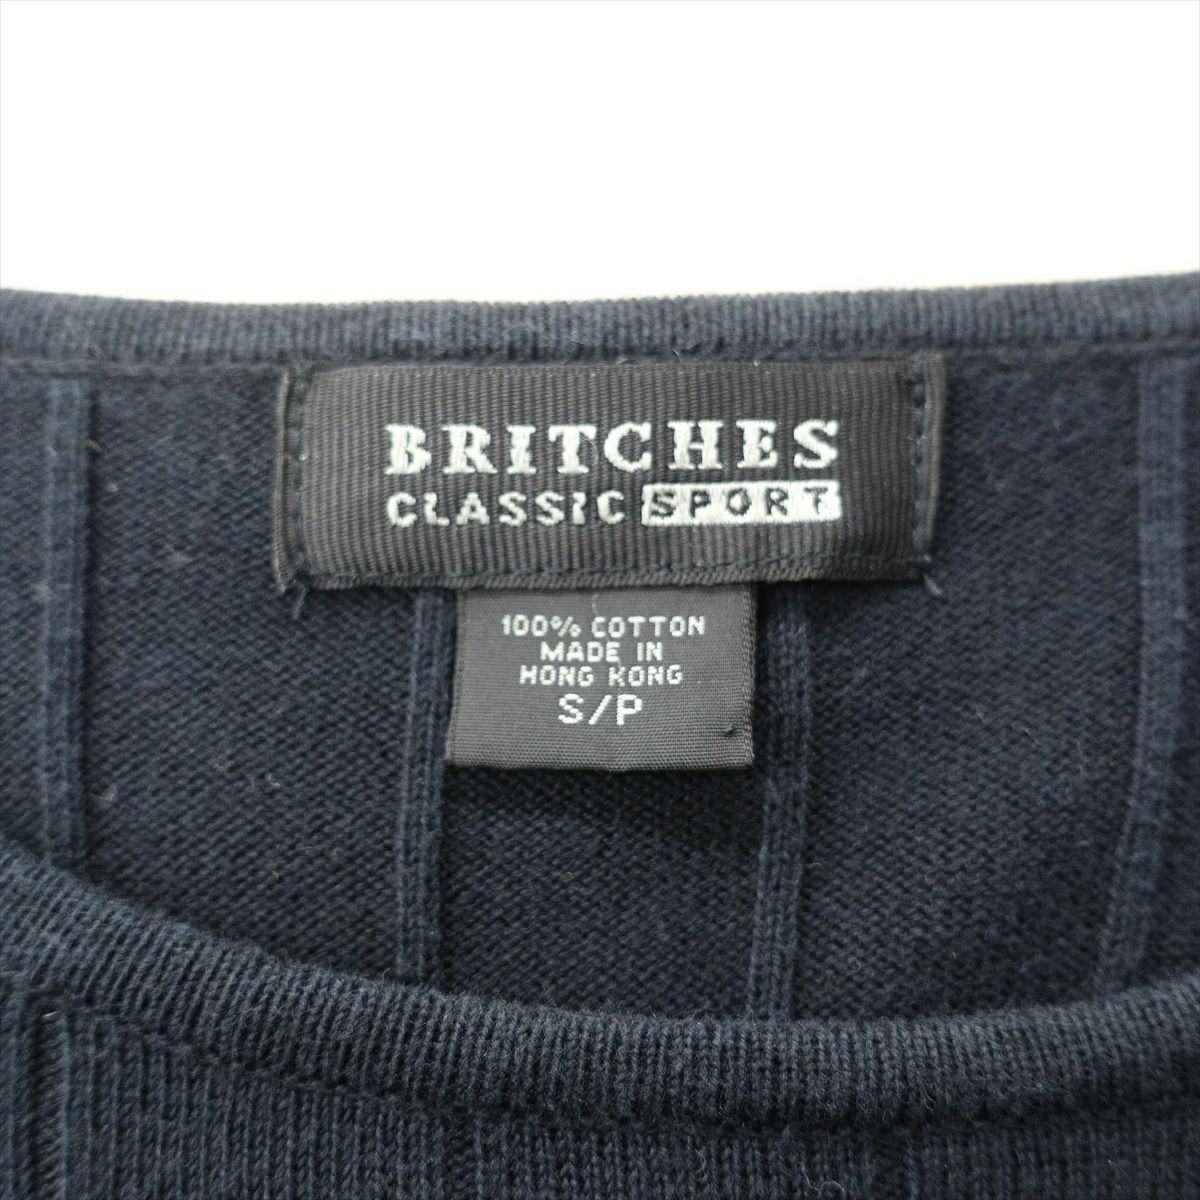 BRITCHES
CLASSIC SPORT
100% COTTON
MADE IN
HONG KONG
S/P